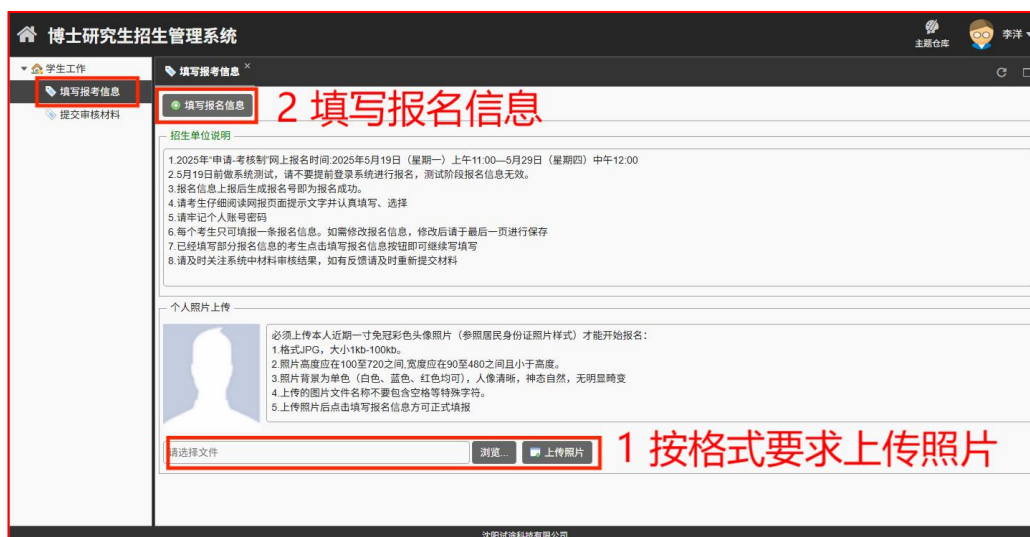 博士研究生招生管理系统
主题仓库
李洋
学生工作
填写报考信息
提交审核材料
填写报考信息
填写报名信息
2 填写报名信息
招生单位说明
1.2025年“申请-考核制”网上报名时间:2025年5月19日（星期一）上午11:00—5月29日（星期四）中午12:00
2.5月19日前做系统测试，请不要提前登录系统进行报名，测试阶段报名信息无效。
3.报名信息上报后生成报名号即为报名成功。
4.请考生仔细阅读网报页面提示文字并认真填写、选择
5.请牢记个人账号密码
6.每个考生只可填报一条报名信息。如需修改报名信息，修改后请于最后一页进行保存
7.已经填写部分报名信息的考生点击填写报名信息按钮即可继续写填写
8.请及时关注系统中材料审核结果，如有反馈请及时重新提交材料
个人照片上传
必须上传本人近期一寸免冠彩色头像照片（参照居民身份证照片样式）才能开始报名：
1.格式JPG，大小1kb-100kb。
2.照片高度应在100至720之间,宽度应在90至480之间且小于高度。
3.照片背景为单色（白色、蓝色、红色均可），人像清晰，神态自然，无明显畸变
4.上传的图片文件名称不要包含空格等特殊字符。
5.上传照片后点击填写报名信息方可正式填报
请选择文件
浏览...
上传照片
1 按格式要求上传照片
沈阳试途科技有限公司